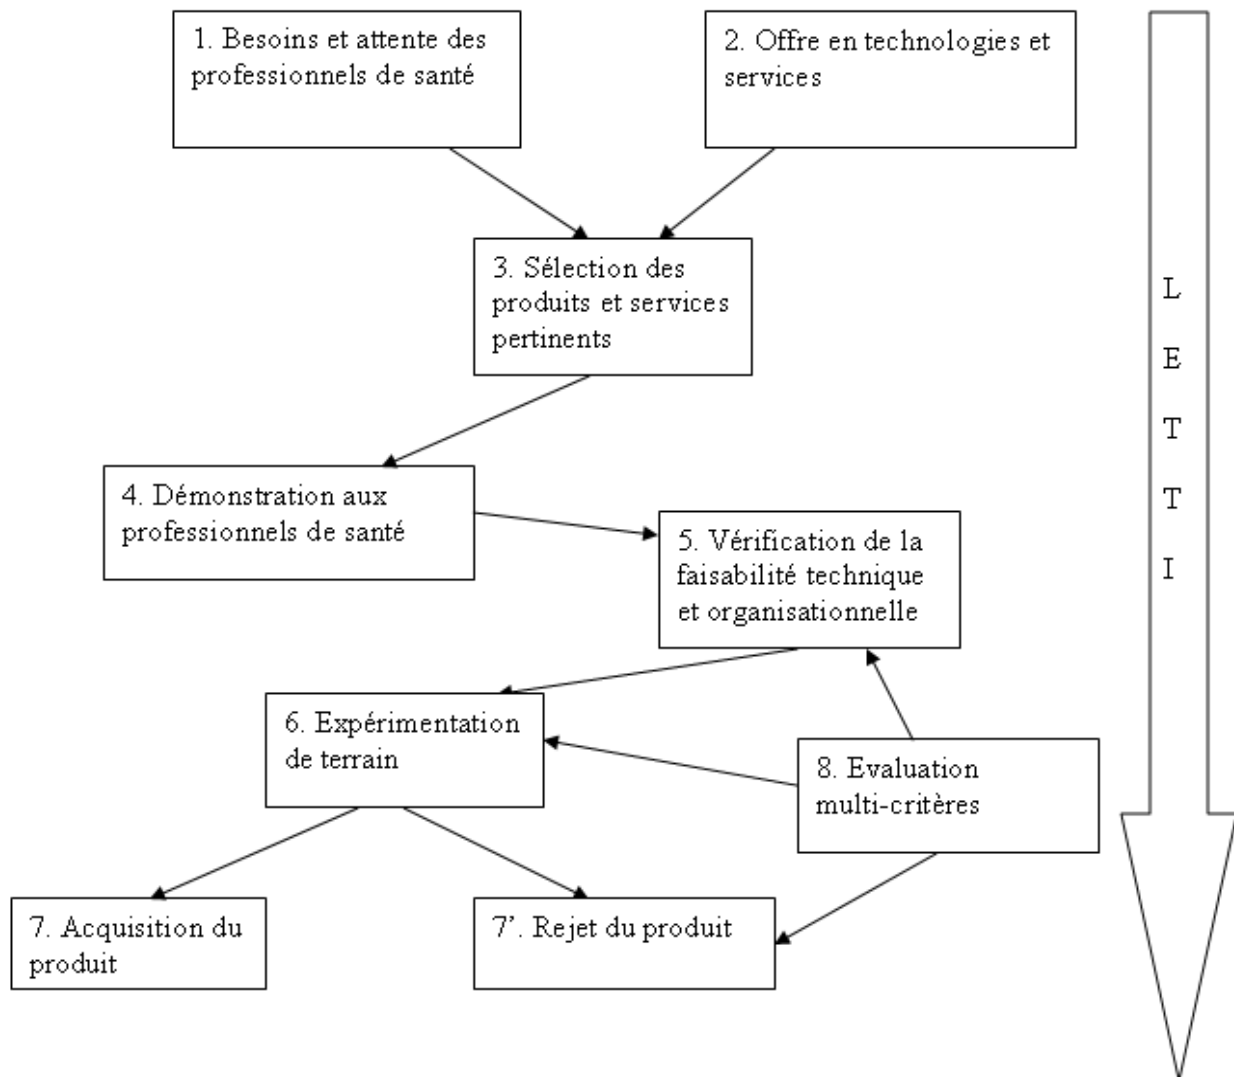 1. Besoins et attente des
professionnels de santé
2. Offre en technologies et
services
3. Sélection des
produits et services
pertinents
4. Démonstration aux
professionnels de santé
5. Vérification de la
faisabilité technique
et organisationnelle
6. Expérimentation
de terrain
8. Evaluation
multi-critères
7. Acquisition du
produit
7’. Rejet du produit
L
E
T
T
I